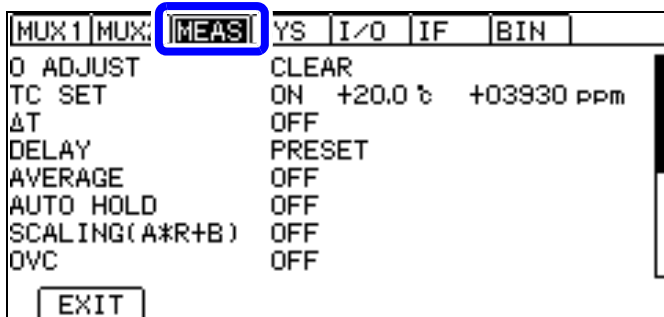 MUX1 MUX2 MEAS YS I/O IF BIN
0 ADJUST CLEAR
TC SET ON +20.0 ℃ +03930 ppm
ΔT OFF
DELAY PRESET
AVERAGE OFF
AUTO HOLD OFF
SCALING(A*R+B) OFF
OVC OFF
EXIT